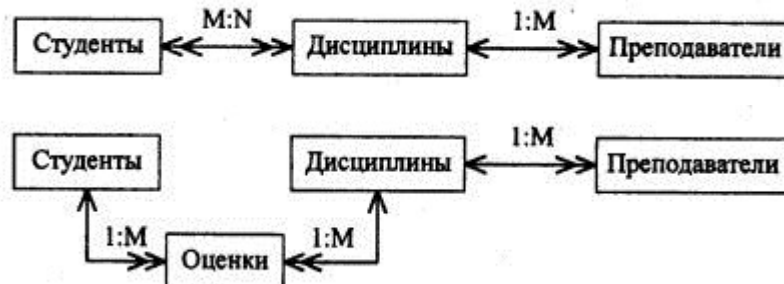 M:N
1:M
Студенты
Дисциплины
Преподаватели
1:M
Студенты
Дисциплины
Преподаватели
1:M
1:M
Оценки